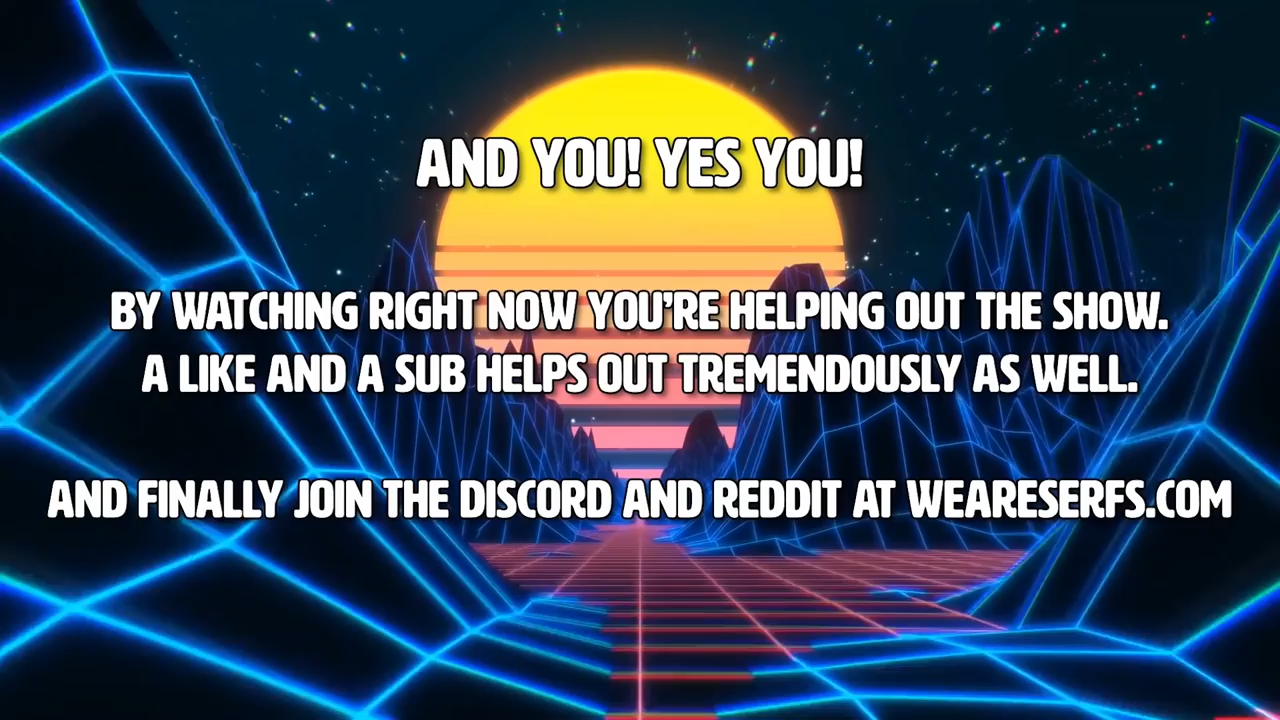 AND YOU! YES YOU!
BY WATCHING RIGHT NOW YOU'RE HELPING OUT THE SHOW.
A LIKE AND A SUB HELPS OUT TREMENDOUSLY AS WELL.
AND FINALLY JOIN THE DISCORD AND REDDIT AT WEARESERFS.COM